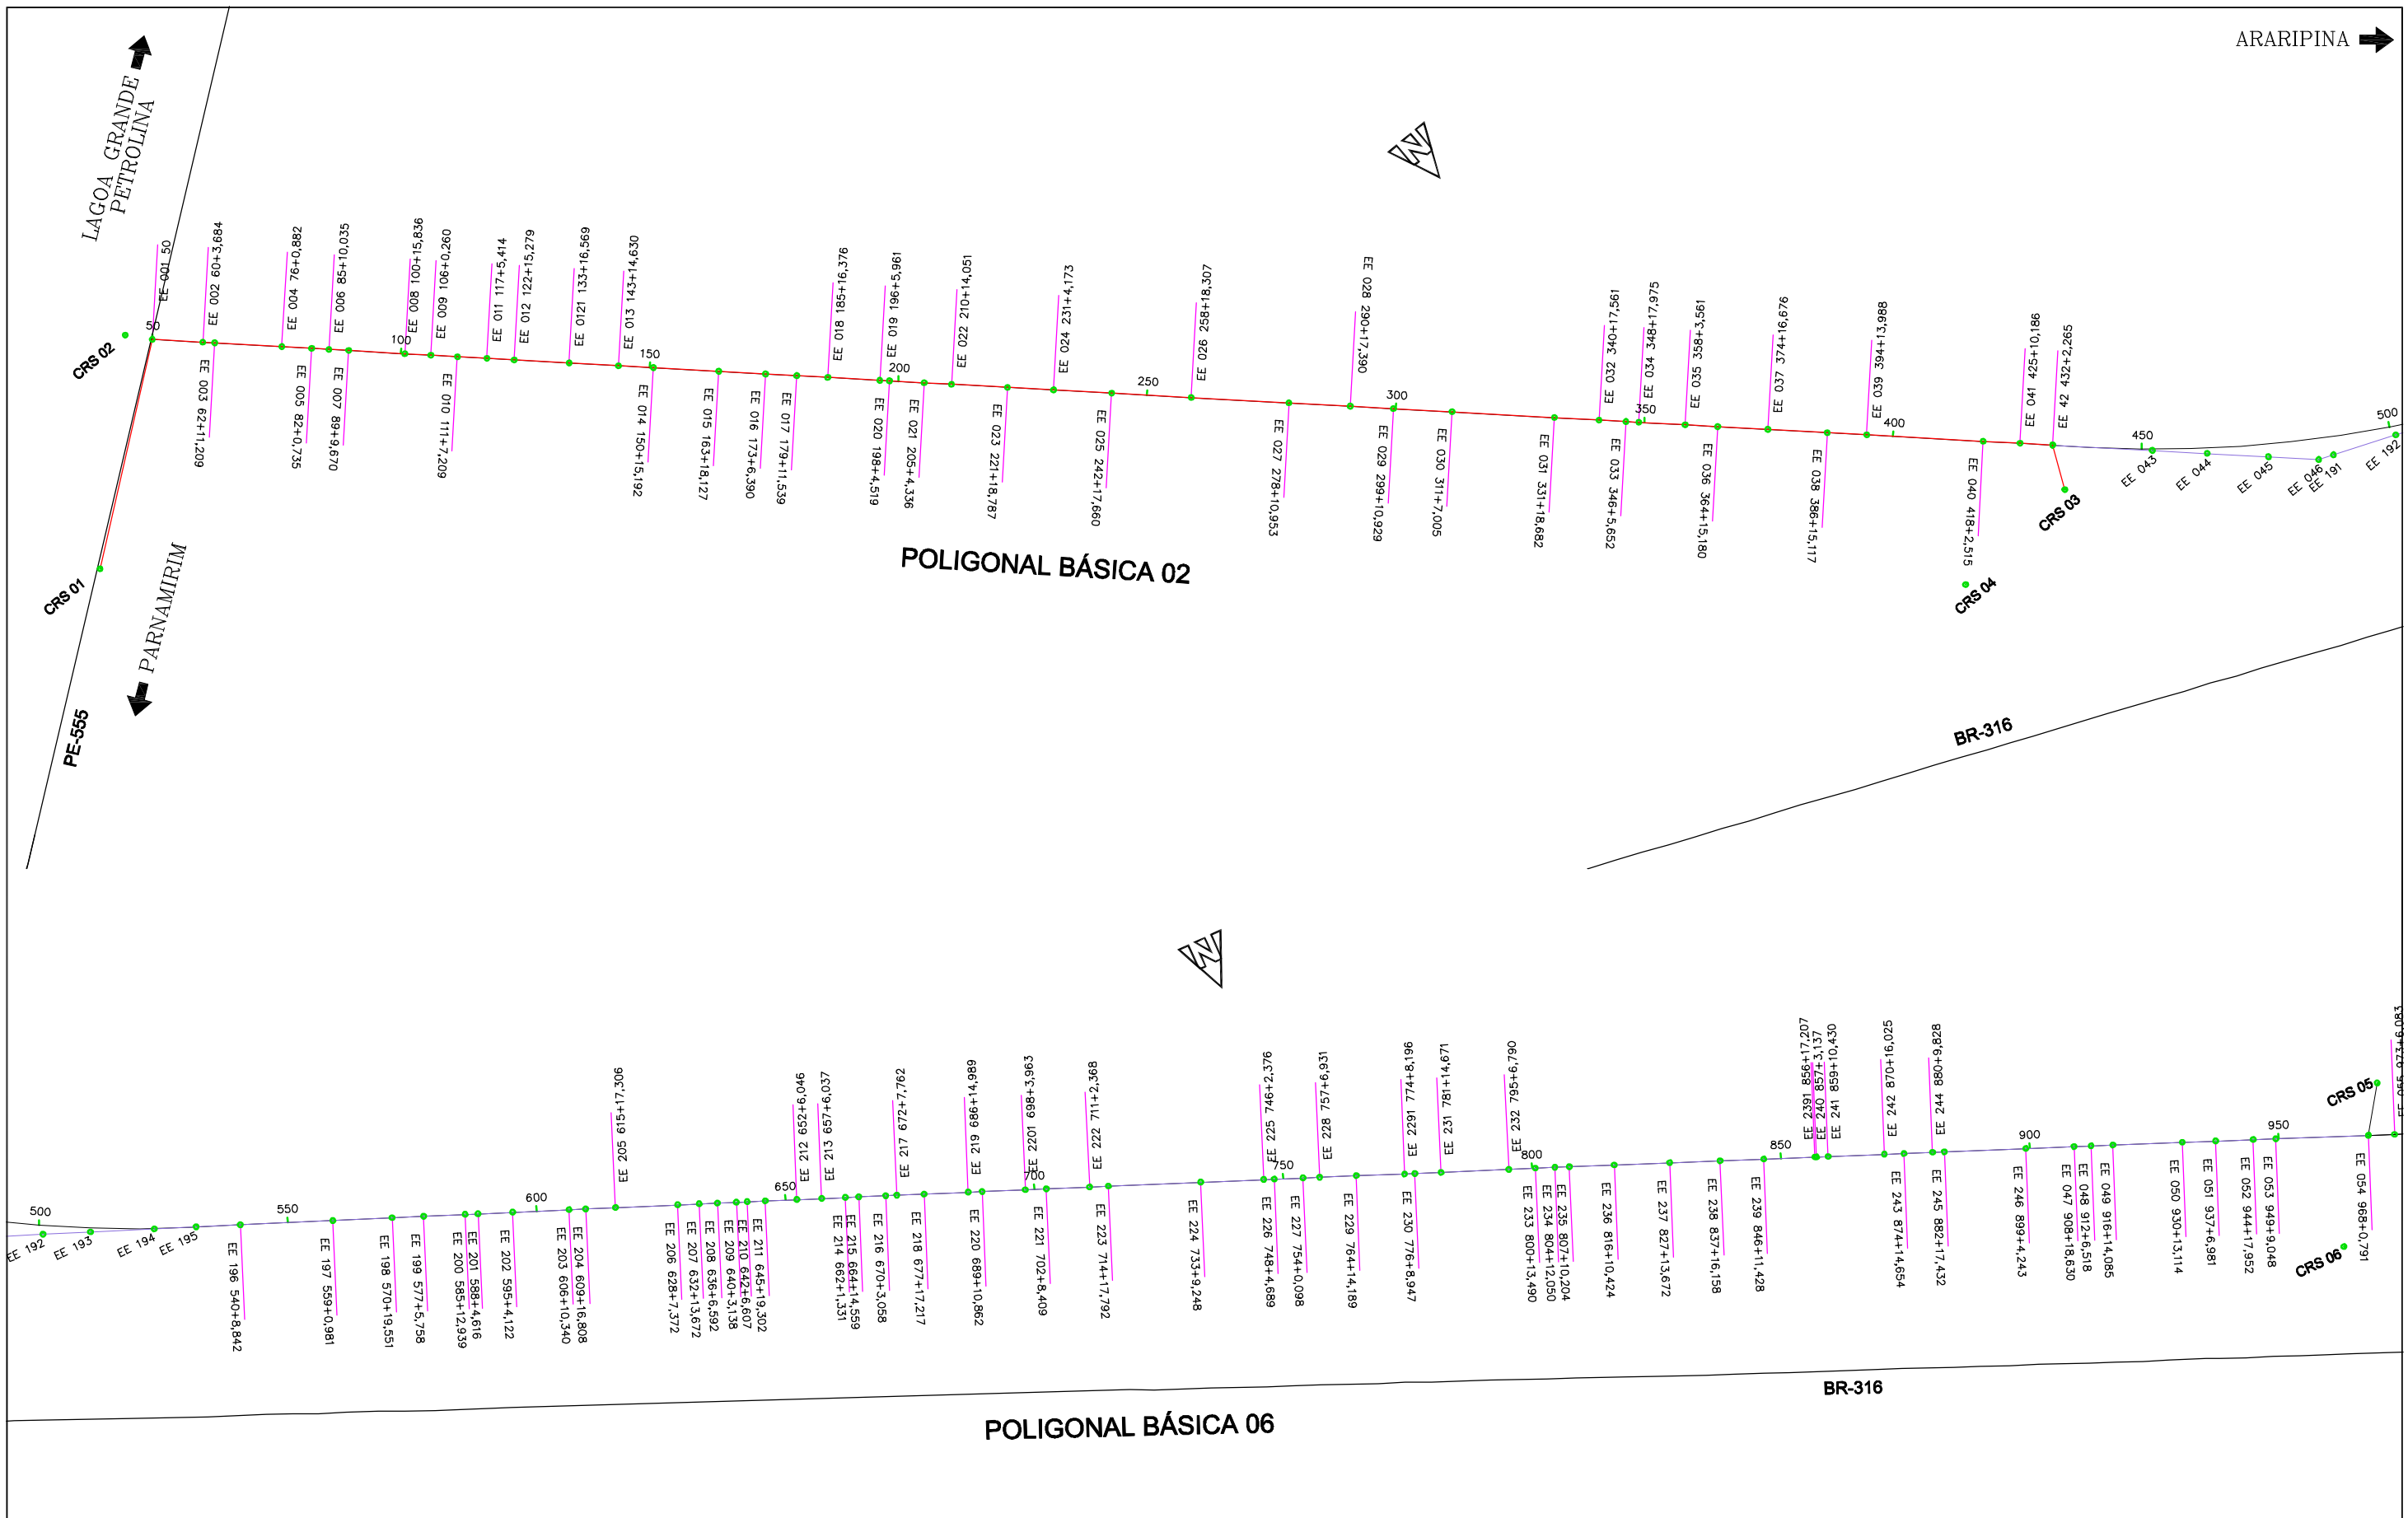 ARARIPINA
LAGOA GRANDE
PETROLINA
PARNAMIRIM
PE-555
CRS 02
CRS 01
50
100
150
200
250
300
350
400
450
500
EE 001 50
EE 002 60+3,684
EE 003 62+11,209
EE 004 76+0,882
EE 005 82+0,735
EE 006 85+10,035
EE 007 89+9,670
EE 008 100+15,836
EE 009 106+0,260
EE 010 111+7,209
EE 011 117+5,414
EE 012 122+15,279
EE 0121 133+16,569
EE 013 143+14,630
EE 014 150+15,192
EE 015 163+18,127
EE 016 173+6,390
EE 017 179+11,539
EE 018 185+16,376
EE 019 196+5,961
EE 020 198+4,519
EE 021 205+4,336
EE 022 210+14,051
EE 023 221+18,787
EE 024 231+4,173
EE 025 242+17,660
EE 026 258+18,307
EE 027 278+10,953
EE 028 290+17,390
EE 029 299+10,929
EE 030 311+7,005
EE 031 331+18,682
EE 032 340+17,561
EE 033 346+5,652
EE 034 348+17,975
EE 035 358+3,561
EE 036 364+15,180
EE 037 374+16,676
EE 038 386+15,117
EE 039 394+13,988
EE 040 418+2,515
EE 041 425+10,186
EE 42 432+2,265
EE 043
EE 044
EE 045
EE 046
EE 191
EE 192
CRS 03
CRS 04
POLIGONAL BÁSICA 02
BR-316
500
550
600
650
700
750
800
850
900
950
EE 192
EE 193
EE 194
EE 195
EE 196 540+8,842
EE 197 559+0,981
EE 198 570+19,551
EE 199 577+5,758
EE 200 585+12,939
EE 201 588+4,616
EE 202 595+4,122
EE 203 606+10,340
EE 204 609+16,808
EE 205 615+17,306
EE 206 628+7,372
EE 207 632+13,672
EE 208 636+6,592
EE 209 640+3,138
EE 210 642+6,607
EE 211 645+19,302
EE 212 652+6,046
EE 213 657+6,037
EE 214 662+1,331
EE 215 664+14,559
EE 216 670+3,058
EE 217 672+7,762
EE 218 677+17,217
EE 219 686+14,989
EE 220 689+10,862
EE 2201 698+3,963
EE 221 702+8,409
EE 222 711+2,368
EE 223 714+17,792
EE 224 733+9,248
EE 225 746+2,376
EE 226 748+4,689
EE 227 754+0,098
EE 228 757+6,931
EE 229 764+14,189
EE 2291 774+8,196
EE 230 776+8,947
EE 231 781+14,671
EE 232 795+6,790
EE 233 800+13,490
EE 234 804+12,050
EE 235 807+10,204
EE 236 816+10,424
EE 237 827+13,672
EE 238 837+16,158
EE 239 846+11,428
EE 2391 856+17,207
EE 240 857+3,137
EE 241 859+10,430
EE 242 870+16,025
EE 243 874+14,654
EE 244 880+9,828
EE 245 882+17,432
EE 246 899+4,243
EE 047 908+18,630
EE 048 912+6,518
EE 049 916+14,085
EE 050 930+13,114
EE 051 937+6,981
EE 052 944+17,952
EE 053 949+9,048
EE 054 968+0,791
EE 055 973+6,083
CRS 05
CRS 06
BR-316
POLIGONAL BÁSICA 06